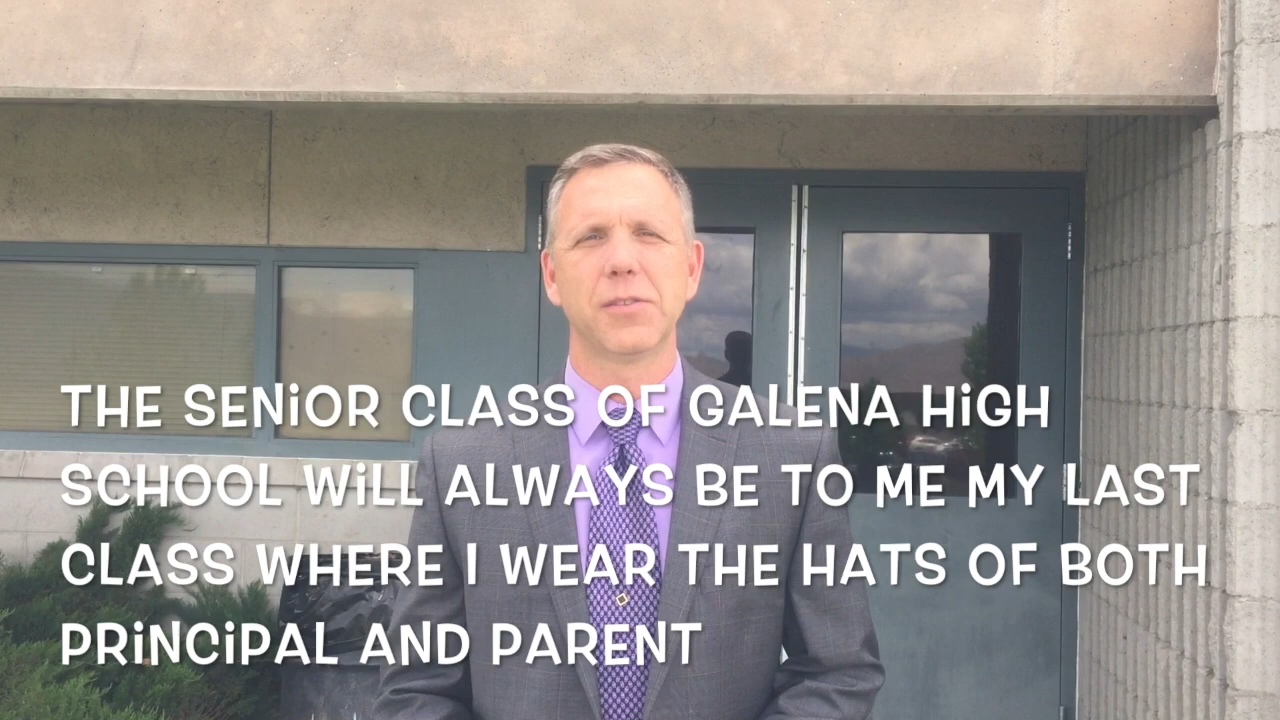 THE SENiOR CLASS OF GALENA HiGH
SCHOOL WiLL ALWAYS BE TO ME MY LAST
CLASS WHERE I WEAR THE HATS OF BOTH
PRiNCiPAL AND PARENT